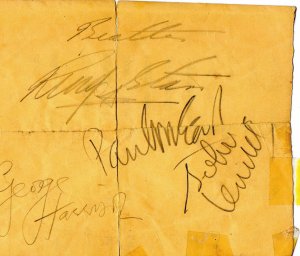 Beatles
Ringo Starr
Paul McCartney
John
Lennon
George
Harrison